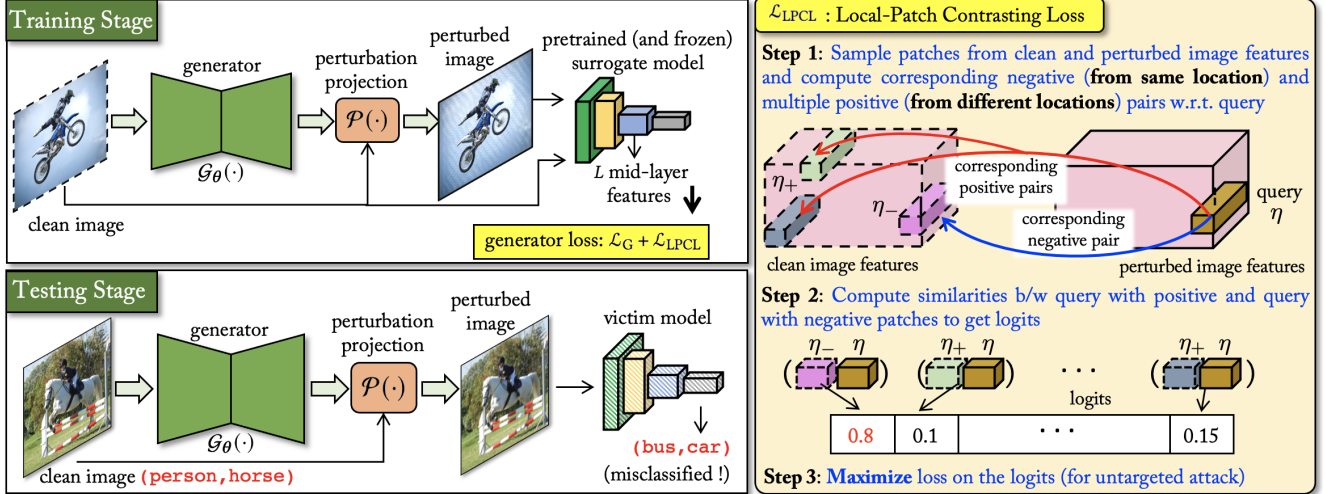 Training Stage
generator
perturbation
projection
perturbed
image
pretrained (and frozen)
surrogate model
𝒫(·)
𝒢θ(·)
L mid-layer
features
clean image
generator loss: ℒG + ℒLPCL
Testing Stage
generator
perturbation
projection
perturbed
image
victim model
𝒫(·)
𝒢θ(·)
(bus,car)
clean image (person,horse)
(misclassified !)
ℒLPCL : Local-Patch Contrasting Loss
Step 1: Sample patches from clean and perturbed image features
and compute corresponding negative (from same location) and
multiple positive (from different locations) pairs w.r.t. query
η+
η−
corresponding
positive pairs
corresponding
negative pair
query
η
clean image features
perturbed image features
Step 2: Compute similarities b/w query with positive and query
with negative patches to get logits
( η− η )
( η+ η )
· · ·
( η+ η )
logits
0.8 0.1 · · · 0.15
Step 3: Maximize loss on the logits (for untargeted attack)